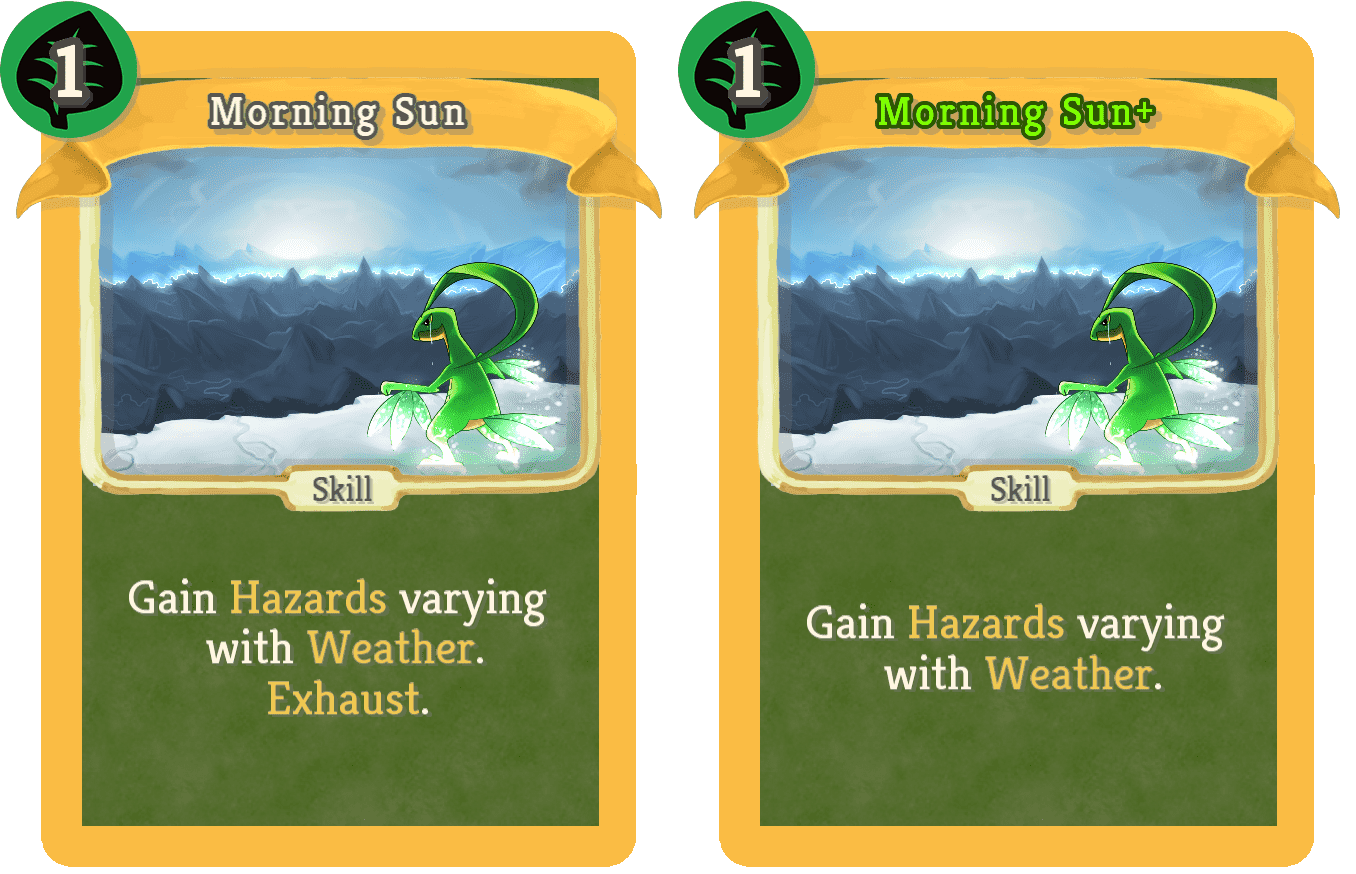 1
Morning Sun
Skill
Gain Hazards varying
with Weather.
Exhaust.
1
Morning Sun+
Skill
Gain Hazards varying
with Weather.